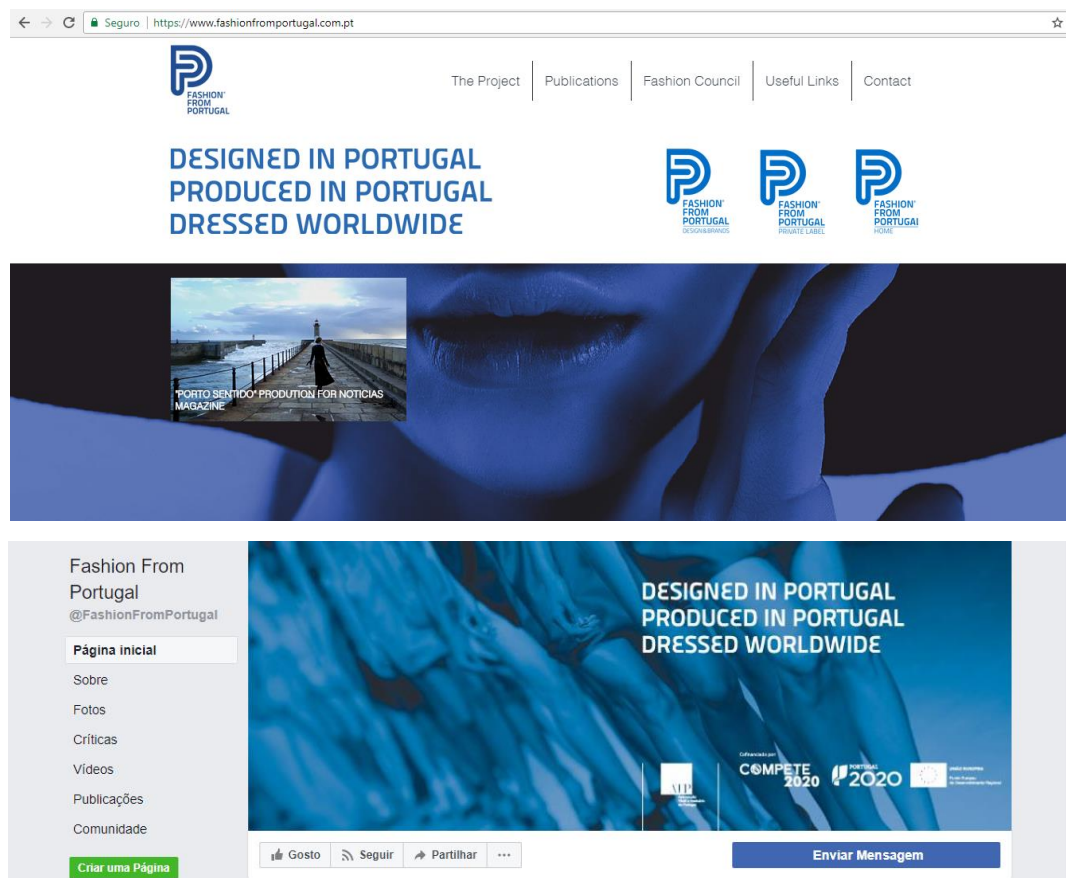 Seguro | https://www.fashionfromportugal.com.pt
FASHION
FROM
PORTUGAL
The Project
Publications
Fashion Council
Useful Links
Contact
DESIGNED IN PORTUGAL
PRODUCED IN PORTUGAL
DRESSED WORLDWIDE
FASHION
FROM
PORTUGAL
DESIGN&BRANDS
FASHION
FROM
PORTUGAL
PRIVATE LABEL
FASHION
FROM
PORTUGAL
HOME
"PORTO SENTIDO" PRODUTION FOR NOTICIAS
MAGAZINE
Fashion From
Portugal
@FashionFromPortugal
Página inicial
Sobre
Fotos
Críticas
Vídeos
Publicações
Comunidade
Criar uma Página
DESIGNED IN PORTUGAL
PRODUCED IN PORTUGAL
DRESSED WORLDWIDE
Cofinanciado por
COMPETE
2020
PORTUGAL
2020
UNIÃO EUROPEIA
Gosto
Seguir
Partilhar
Enviar Mensagem